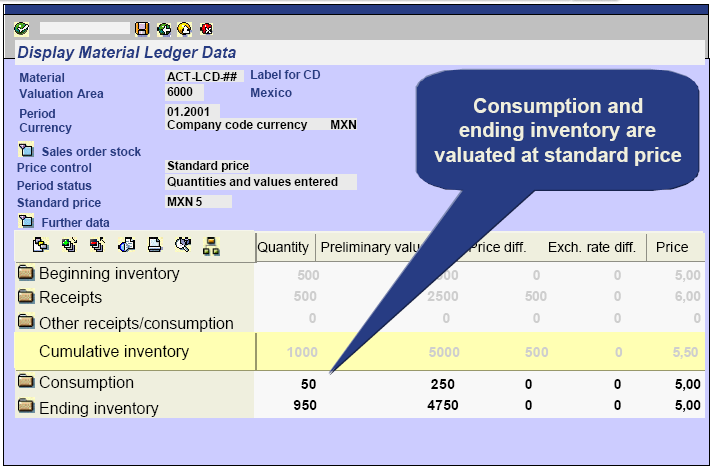 Display Material Ledger Data
Material ACT-LCD-## Label for CD
Valuation Area 6000 Mexico
Period 01.2001
Currency Company code currency MXN
Sales order stock
Price control Standard price
Period status Quantities and values entered
Standard price MXN 5
Further data
Consumption and
ending inventory are
valuated at standard price
Quantity Preliminary Price diff. Exch. rate diff. Price
Beginning inventory 500 0 0 5,00
Receipts 500 2500 500 0 6,00
Other receipts/consumption 0 0 0 0 0
Cumulative inventory 1000 5000 500 0 5,50
Consumption 50 250 0 0 5,00
Ending inventory 950 4750 0 0 5,00